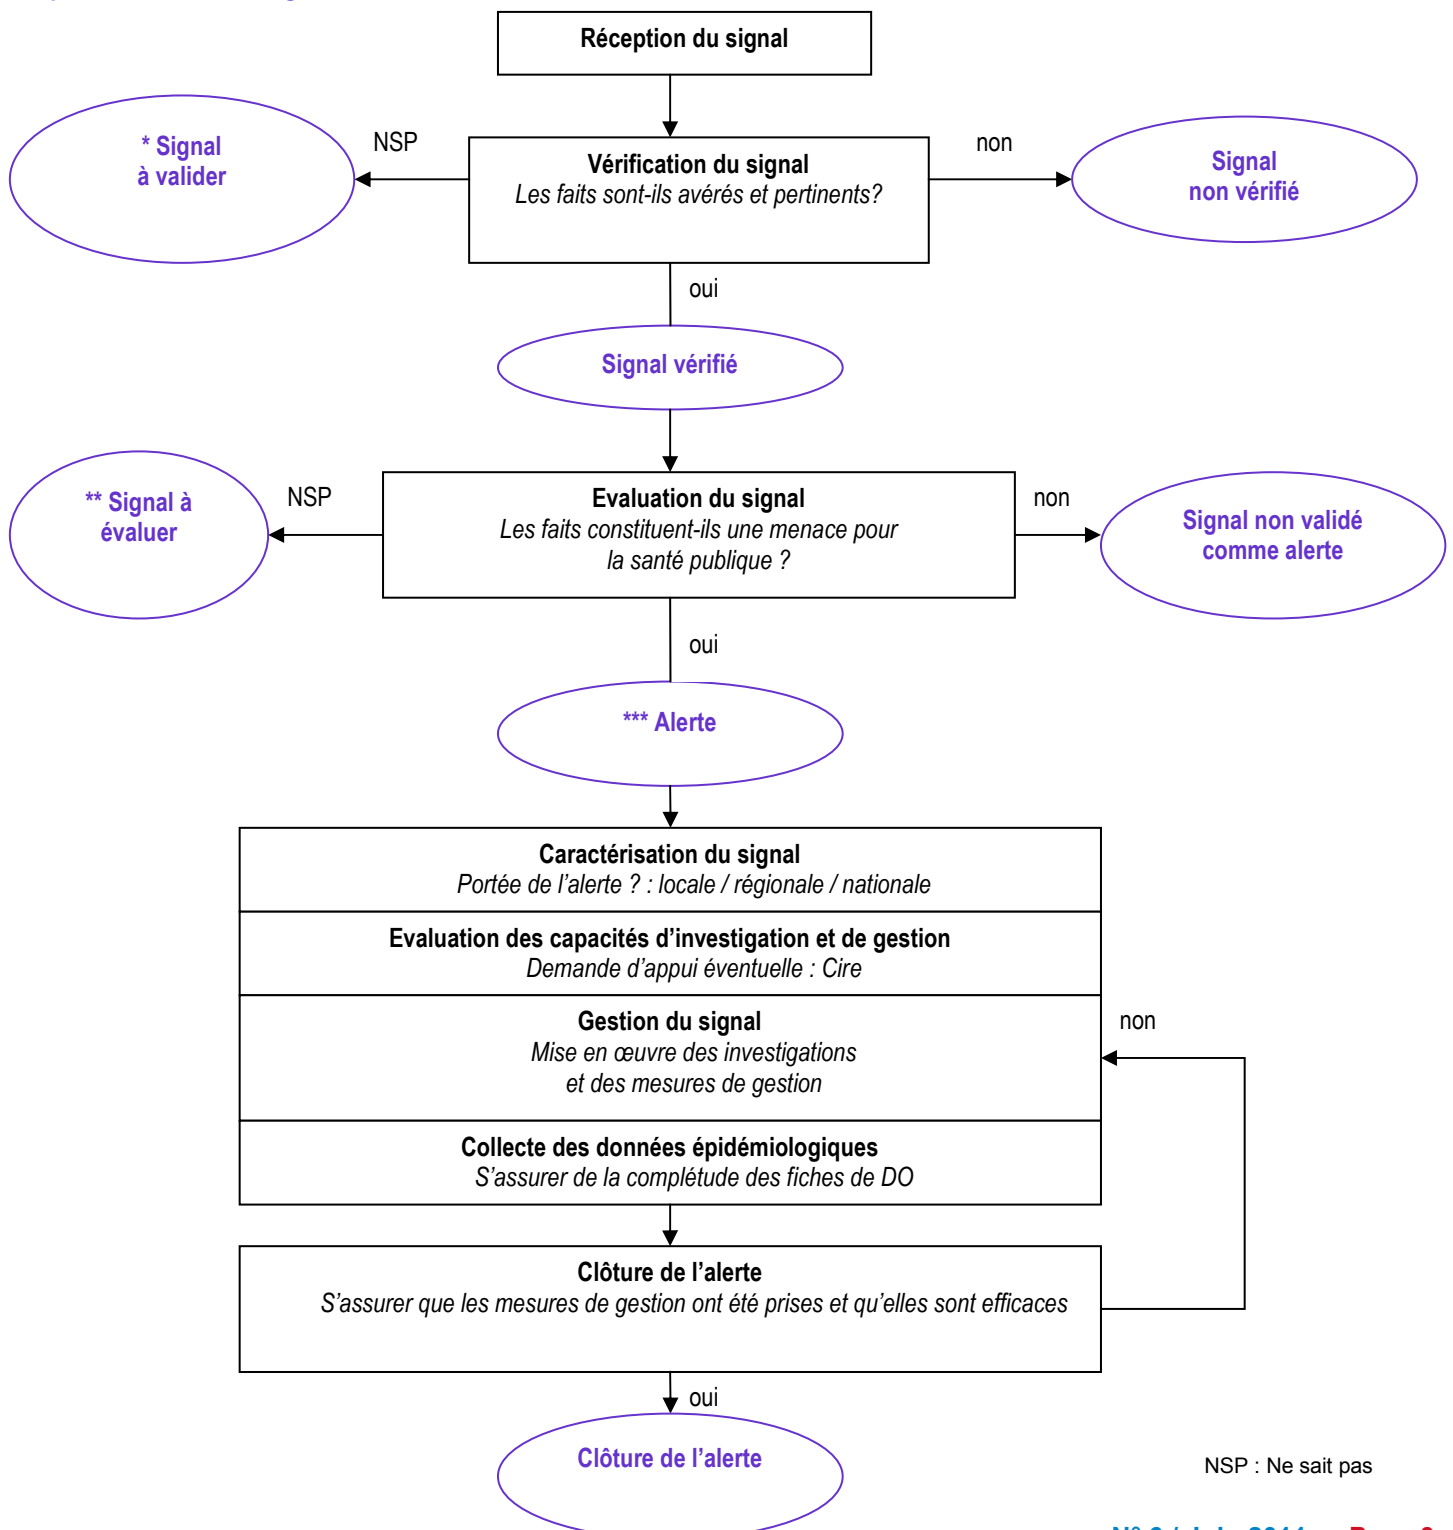 Réception du signal
NSP
* Signal
à valider
Vérification du signal
Les faits sont-ils avérés et pertinents?
non
Signal
non vérifié
oui
Signal vérifié
** Signal à
évaluer
NSP
Evaluation du signal
Les faits constituent-ils une menace pour
la santé publique ?
non
Signal non validé
comme alerte
oui
*** Alerte
Caractérisation du signal
Portée de l’alerte ? : locale / régionale / nationale
Evaluation des capacités d’investigation et de gestion
Demande d’appui éventuelle : Cire
Gestion du signal
Mise en œuvre des investigations
et des mesures de gestion
non
Collecte des données épidémiologiques
S’assurer de la complétude des fiches de DO
Clôture de l’alerte
S’assurer que les mesures de gestion ont été prises et qu’elles sont efficaces
oui
Clôture de l’alerte
NSP : Ne sait pas